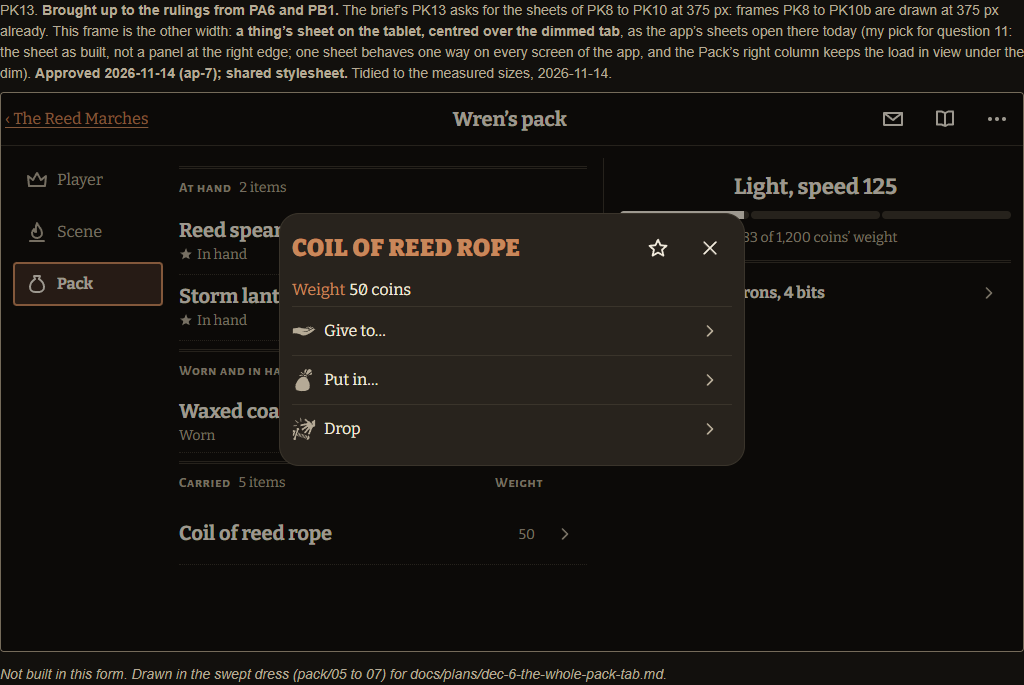 PK13. Brought up to the rulings from PA6 and PB1. The brief's PK13 asks for the sheets of PK8 to PK10 at 375 px: frames PK8 to PK10b are drawn at 375 px
already. This frame is the other width: a thing's sheet on the tablet, centred over the dimmed tab, as the app's sheets open there today (my pick for question 11:
the sheet as built, not a panel at the right edge; one sheet behaves one way on every screen of the app, and the Pack's right column keeps the load in view under the
dim). Approved 2026-11-14 (ap-7); shared stylesheet. Tidied to the measured sizes, 2026-11-14.
‹ The Reed Marches
Wren's pack
Player
Scene
Pack
At hand 2 items
Reed spear
In hand
Storm lant
In hand
Worn and in ha
Waxed coa
Worn
Carried 5 items
Weight
Coil of reed rope
50
Light, speed 125
33 of 1,200 coins' weight
rons, 4 bits
COIL OF REED ROPE
Weight 50 coins
Give to...
Put in...
Drop
Not built in this form. Drawn in the swept dress (pack/05 to 07) for docs/plans/dec-6-the-whole-pack-tab.md.